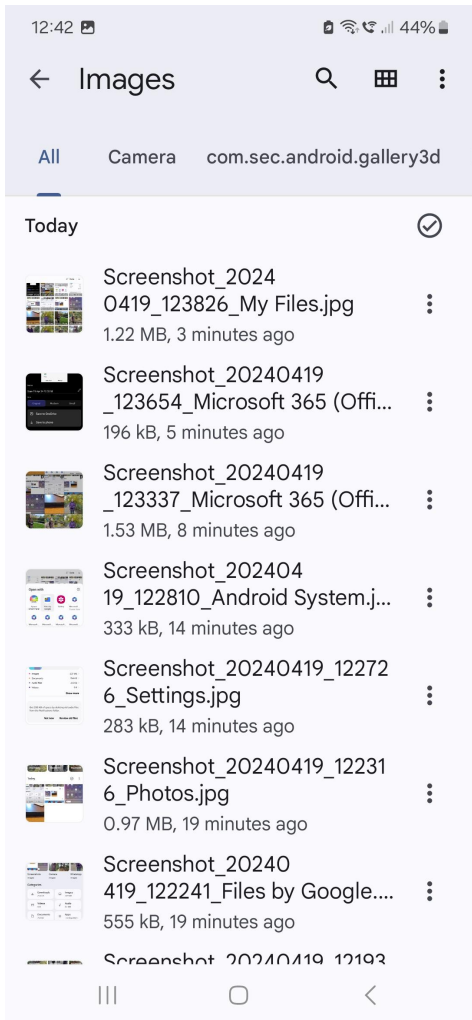 12:42
44%
Images
All
Camera
com.sec.android.gallery3d
Today
Screenshot_2024
0419_123826_My Files.jpg
1.22 MB, 3 minutes ago
Screenshot_20240419
_123654_Microsoft 365 (Offi...
196 kB, 5 minutes ago
Screenshot_20240419
_123337_Microsoft 365 (Offi...
1.53 MB, 8 minutes ago
Screenshot_202404
19_122810_Android System.j...
333 kB, 14 minutes ago
Screenshot_20240419_12272
6_Settings.jpg
283 kB, 14 minutes ago
Screenshot_20240419_12231
6_Photos.jpg
0.97 MB, 19 minutes ago
Screenshot_20240
419_122241_Files by Google....
555 kB, 19 minutes ago
Screenshot_20240419_12193